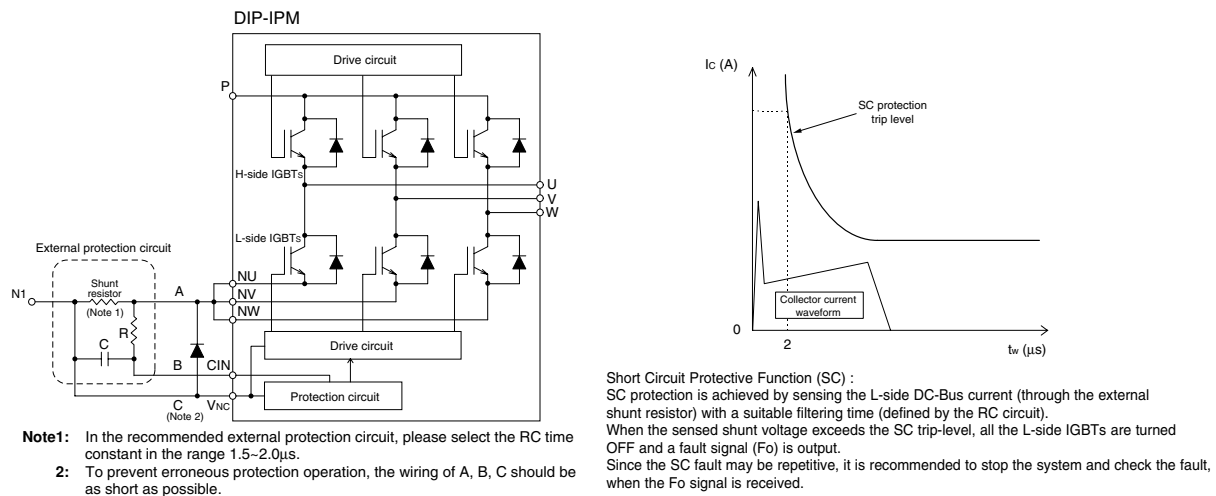 DIP-IPM
Drive circuit
P
H-side IGBTS
U
V
W
L-side IGBTS
External protection circuit
NU
N1
Shunt
resistor
(Note 1)
A
NV
NW
R
C
Drive circuit
B
CIN
C
(Note 2)
VNC
Protection circuit
Note1: In the recommended external protection circuit, please select the RC time
constant in the range 1.5~2.0μs.
2: To prevent erroneous protection operation, the wiring of A, B, C should be
as short as possible.
IC (A)
SC protection
trip level
Collector current
waveform
0
2
tw (μs)
Short Circuit Protective Function (SC) :
SC protection is achieved by sensing the L-side DC-Bus current (through the external
shunt resistor) with a suitable filtering time (defined by the RC circuit).
When the sensed shunt voltage exceeds the SC trip-level, all the L-side IGBTs are turned
OFF and a fault signal (Fo) is output.
Since the SC fault may be repetitive, it is recommended to stop the system and check the fault,
when the Fo signal is received.